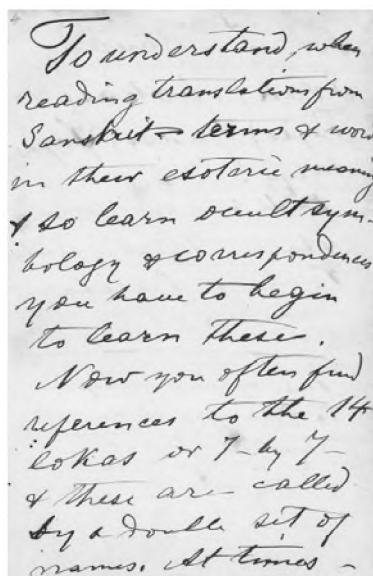 To understand, when
reading translations from
Sanskrit terms & word
in their esoteric meaning
& so learn occult sym-
bology & correspondences
you have to begin
to learn these.
Now you often find
references to the 14
lokas or 7 – by 7 –
& these are called
by a double set of
names. At times –